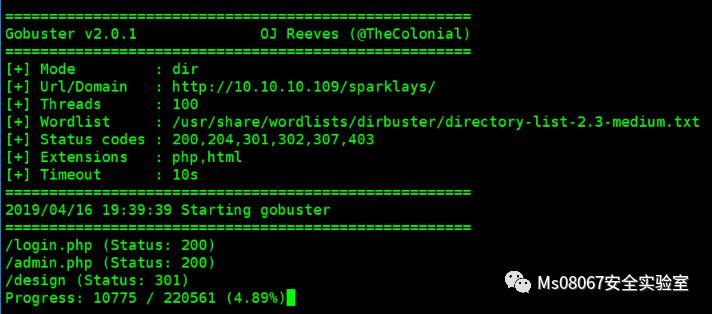 =====================================================
Gobuster v2.0.1              OJ Reeves (@TheColonial)
=====================================================
[+] Mode         : dir
[+] Url/Domain   : http://10.10.10.109/sparklays/
[+] Threads      : 100
[+] Wordlist     : /usr/share/wordlists/dirbuster/directory-list-2.3-medium.txt
[+] Status codes : 200,204,301,302,307,403
[+] Extensions   : php,html
[+] Timeout      : 10s
=====================================================
2019/04/16 19:39:39 Starting gobuster
=====================================================
/login.php (Status: 200)
/admin.php (Status: 200)
/design (Status: 301)
Progress: 10775 / 220561 (4.89%)
Ms08067安全实验室